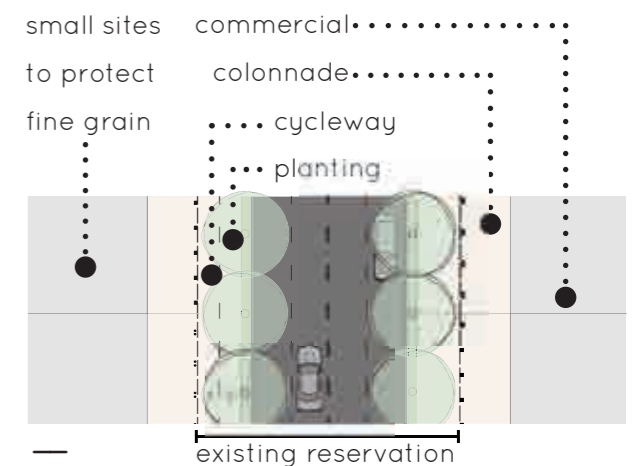 small sites
to protect
fine grain
commercial
colonnade
cycleway
planting
existing reservation